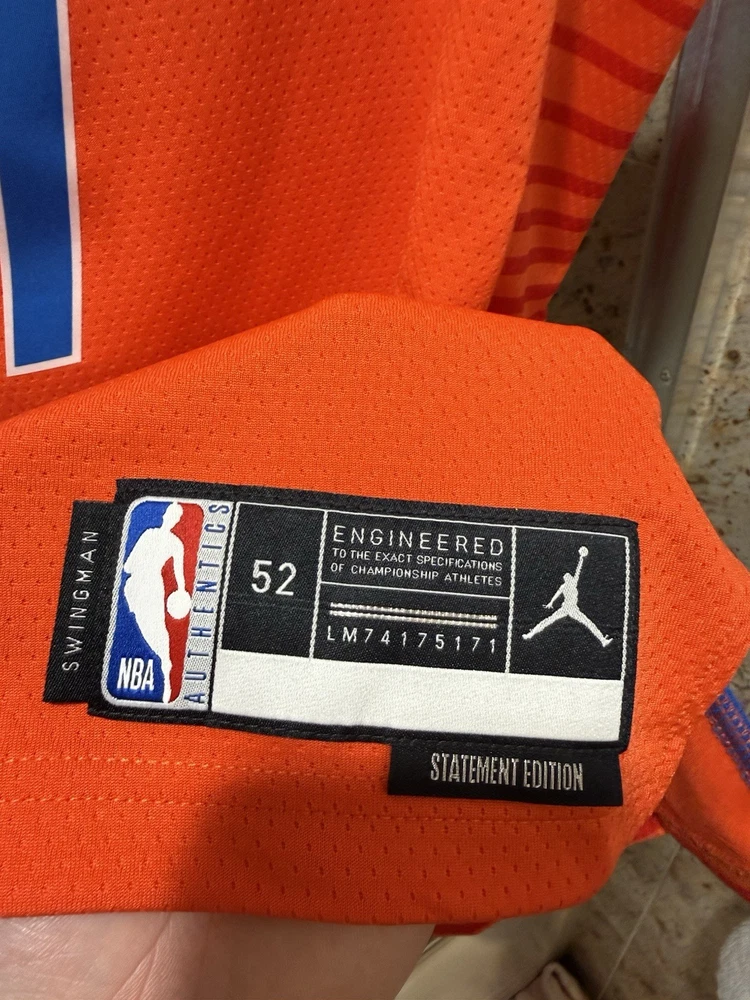 SWINGMAN
NBA
AUTHENTICS
52
ENGINEERED
TO THE EXACT SPECIFICATIONS
OF CHAMPIONSHIP ATHLETES
LM74175171
STATEMENT EDITION